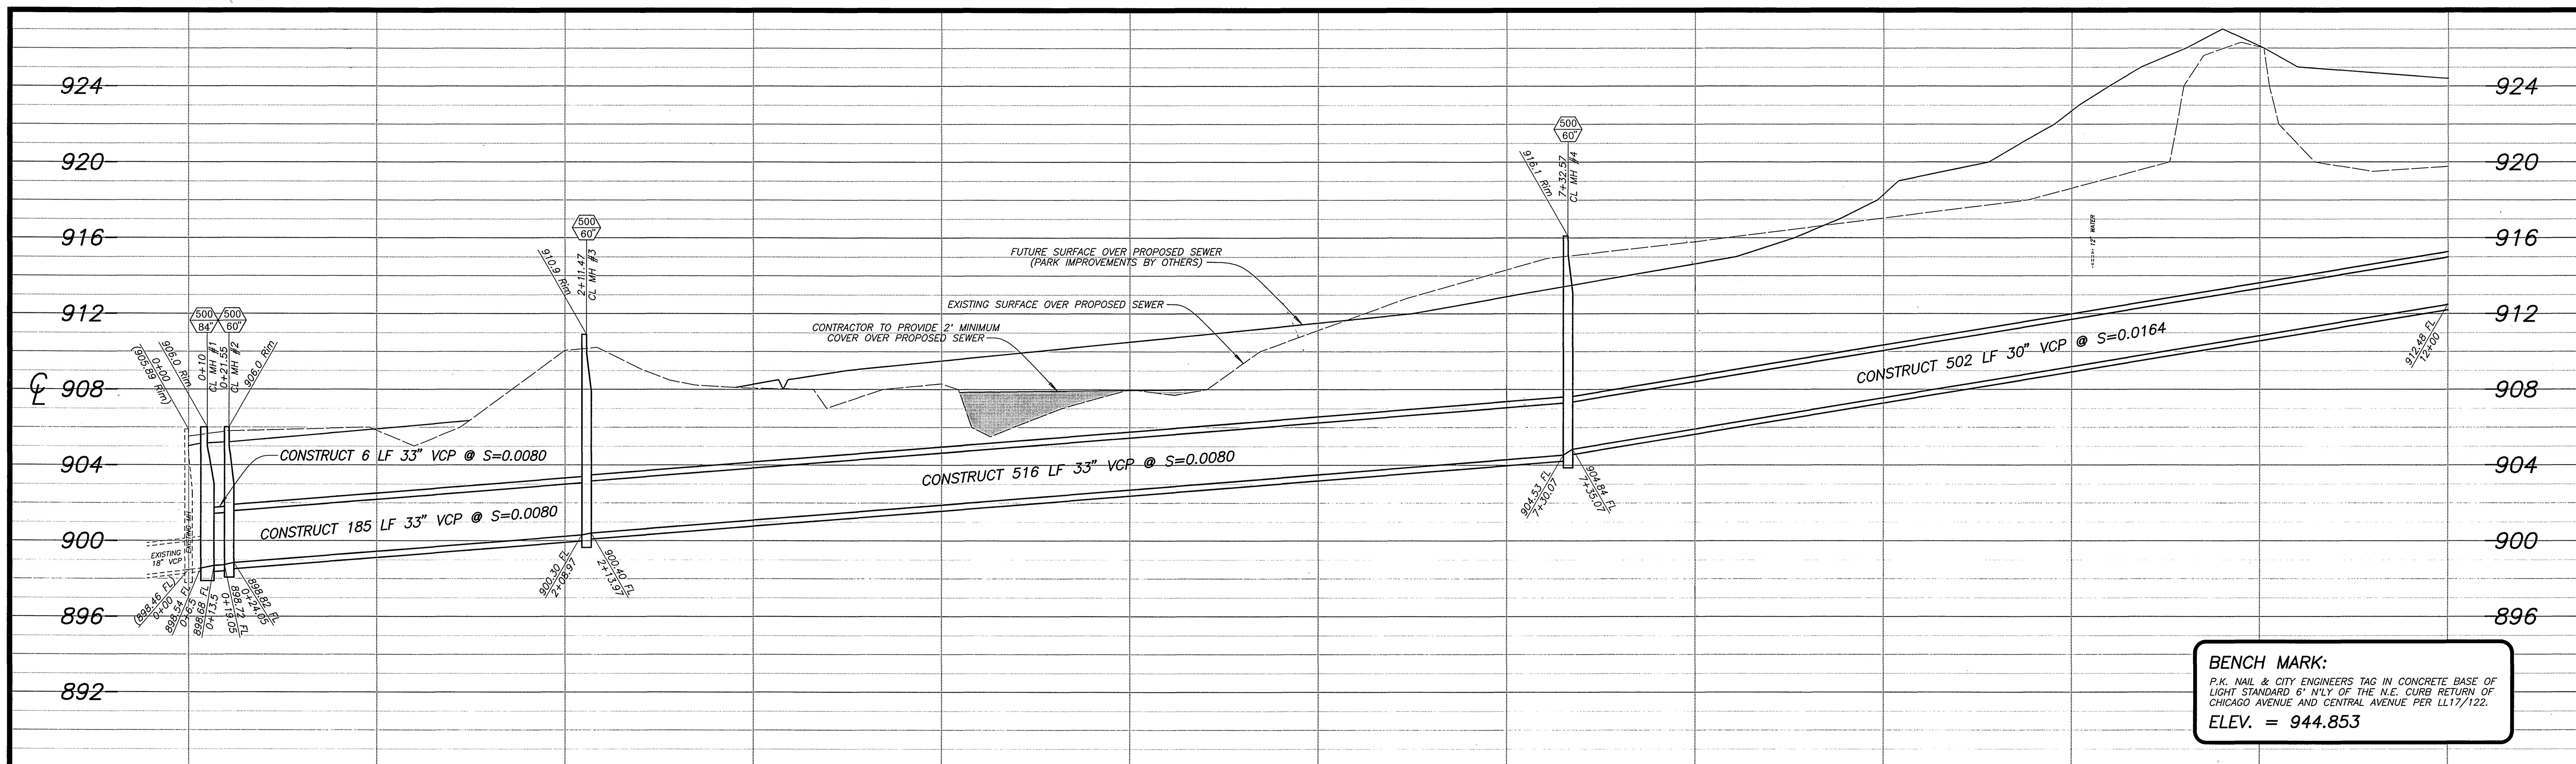 924
920
916
912
908
904
900
896
892
924
920
916
912
908
904
900
896
CL
500
84"
500
60"
(905.89 Rim)
0+00
906.0 Rim
0+10
CL MH #1
0+21.55
CL MH #2
906.0 Rim
500
60"
910.9 Rim
2+11.47
CL MH #3
500
60"
916.1 Rim
7+32.57
CL MH #4
FUTURE SURFACE OVER PROPOSED SEWER
(PARK IMPROVEMENTS BY OTHERS)
EXISTING SURFACE OVER PROPOSED SEWER
CONTRACTOR TO PROVIDE 2' MINIMUM
COVER OVER PROPOSED SEWER
12" WATER
CONSTRUCT 6 LF 33" VCP @ S=0.0080
CONSTRUCT 185 LF 33" VCP @ S=0.0080
CONSTRUCT 516 LF 33" VCP @ S=0.0080
CONSTRUCT 502 LF 30" VCP @ S=0.0164
EXISTING
18" VCP
(898.46 FL)
0+00
898.54 FL
0+6.5
898.68 FL
0+13.5
898.72 FL
0+19.05
898.82 FL
0+24.05
900.30 FL
2+08.97
900.40 FL
2+13.97
904.53 FL
7+30.07
904.84 FL
7+35.07
912.48 FL
12+00
BENCH MARK:
P.K. NAIL & CITY ENGINEERS TAG IN CONCRETE BASE OF
LIGHT STANDARD 6' N'LY OF THE N.E. CURB RETURN OF
CHICAGO AVENUE AND CENTRAL AVENUE PER LL17/122.
ELEV. = 944.853